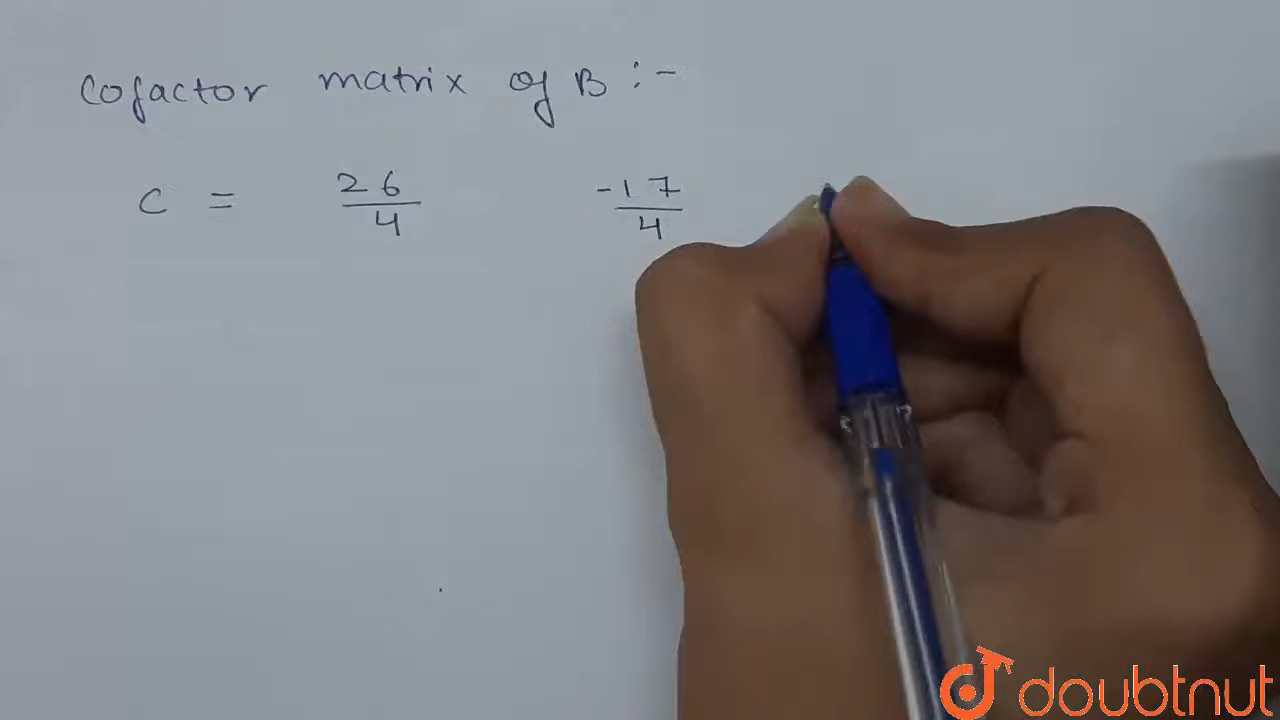 Cofactor matrix of B :-
C = 26/4 -17/4
doubtnut